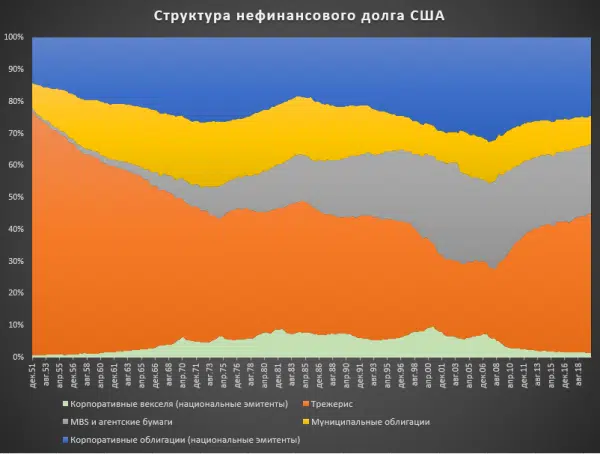 Структура нефинансового долга США
100%
90%
80%
70%
60%
50%
40%
30%
20%
10%
0%
дек.51
авг.53
апр.55
дек.56
авг.58
апр.60
дек.61
авг.63
апр.65
дек.66
авг.68
апр.70
дек.71
авг.73
апр.75
дек.76
авг.78
апр.80
дек.81
авг.83
апр.85
дек.86
авг.88
апр.90
дек.91
авг.93
апр.95
дек.96
авг.98
апр.00
дек.01
авг.03
апр.05
дек.06
авг.08
апр.10
дек.11
авг.13
апр.15
дек.16
авг.18
Корпоративные векселя (национальные эмитенты)
Трежерис
MBS и агентские бумаги
Муниципальные облигации
Корпоративные облигации (национальные эмитенты)